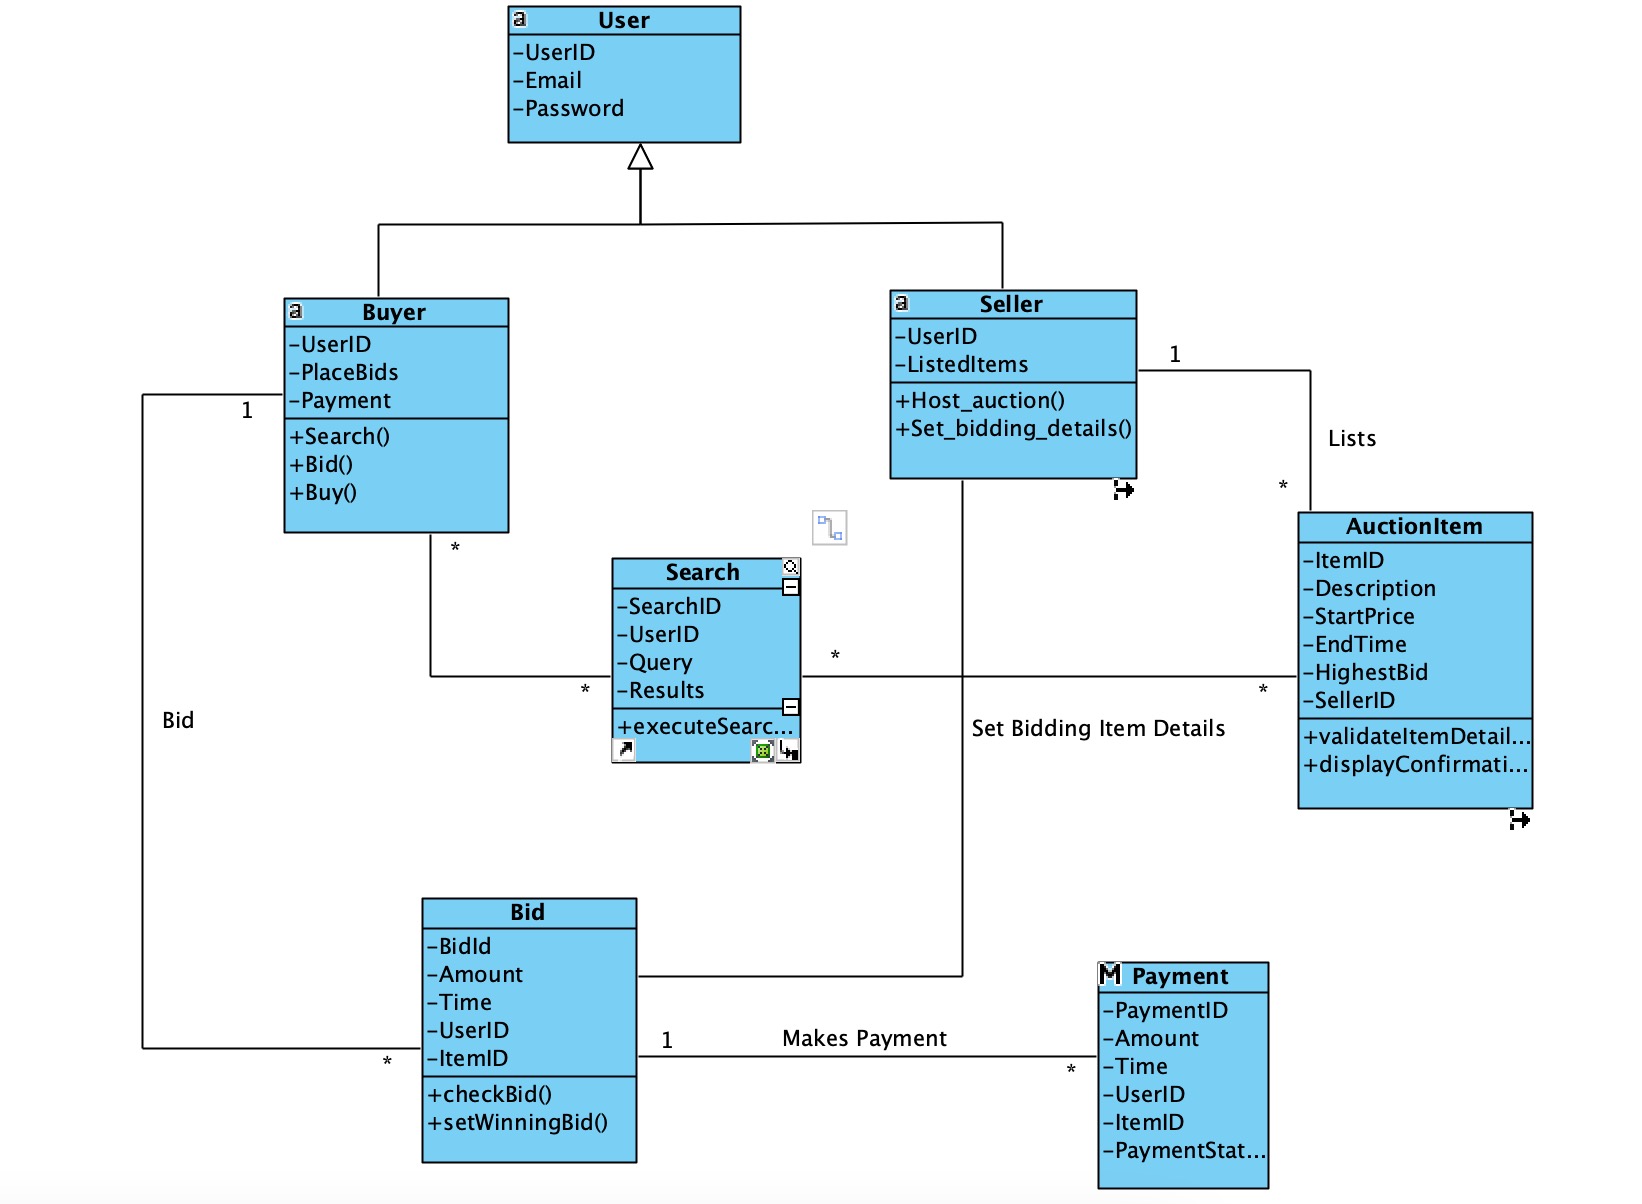 User
-UserID
-Email
-Password
Buyer
-UserID
-PlaceBids
-Payment
+Search()
+Bid()
+Buy()
Seller
-UserID
-ListedItems
+Host_auction()
+Set_bidding_details()
1
1
Lists
*
*
AuctionItem
-ItemID
-Description
-StartPrice
-EndTime
-HighestBid
-SellerID
+validateItemDetail...
+displayConfirmati...
Search
-SearchID
-UserID
-Query
-Results
+executeSearc...
*
*
*
Bid
Set Bidding Item Details
Bid
-BidId
-Amount
-Time
-UserID
-ItemID
+checkBid()
+setWinningBid()
*
1
Makes Payment
*
M Payment
-PaymentID
-Amount
-Time
-UserID
-ItemID
-PaymentStat...